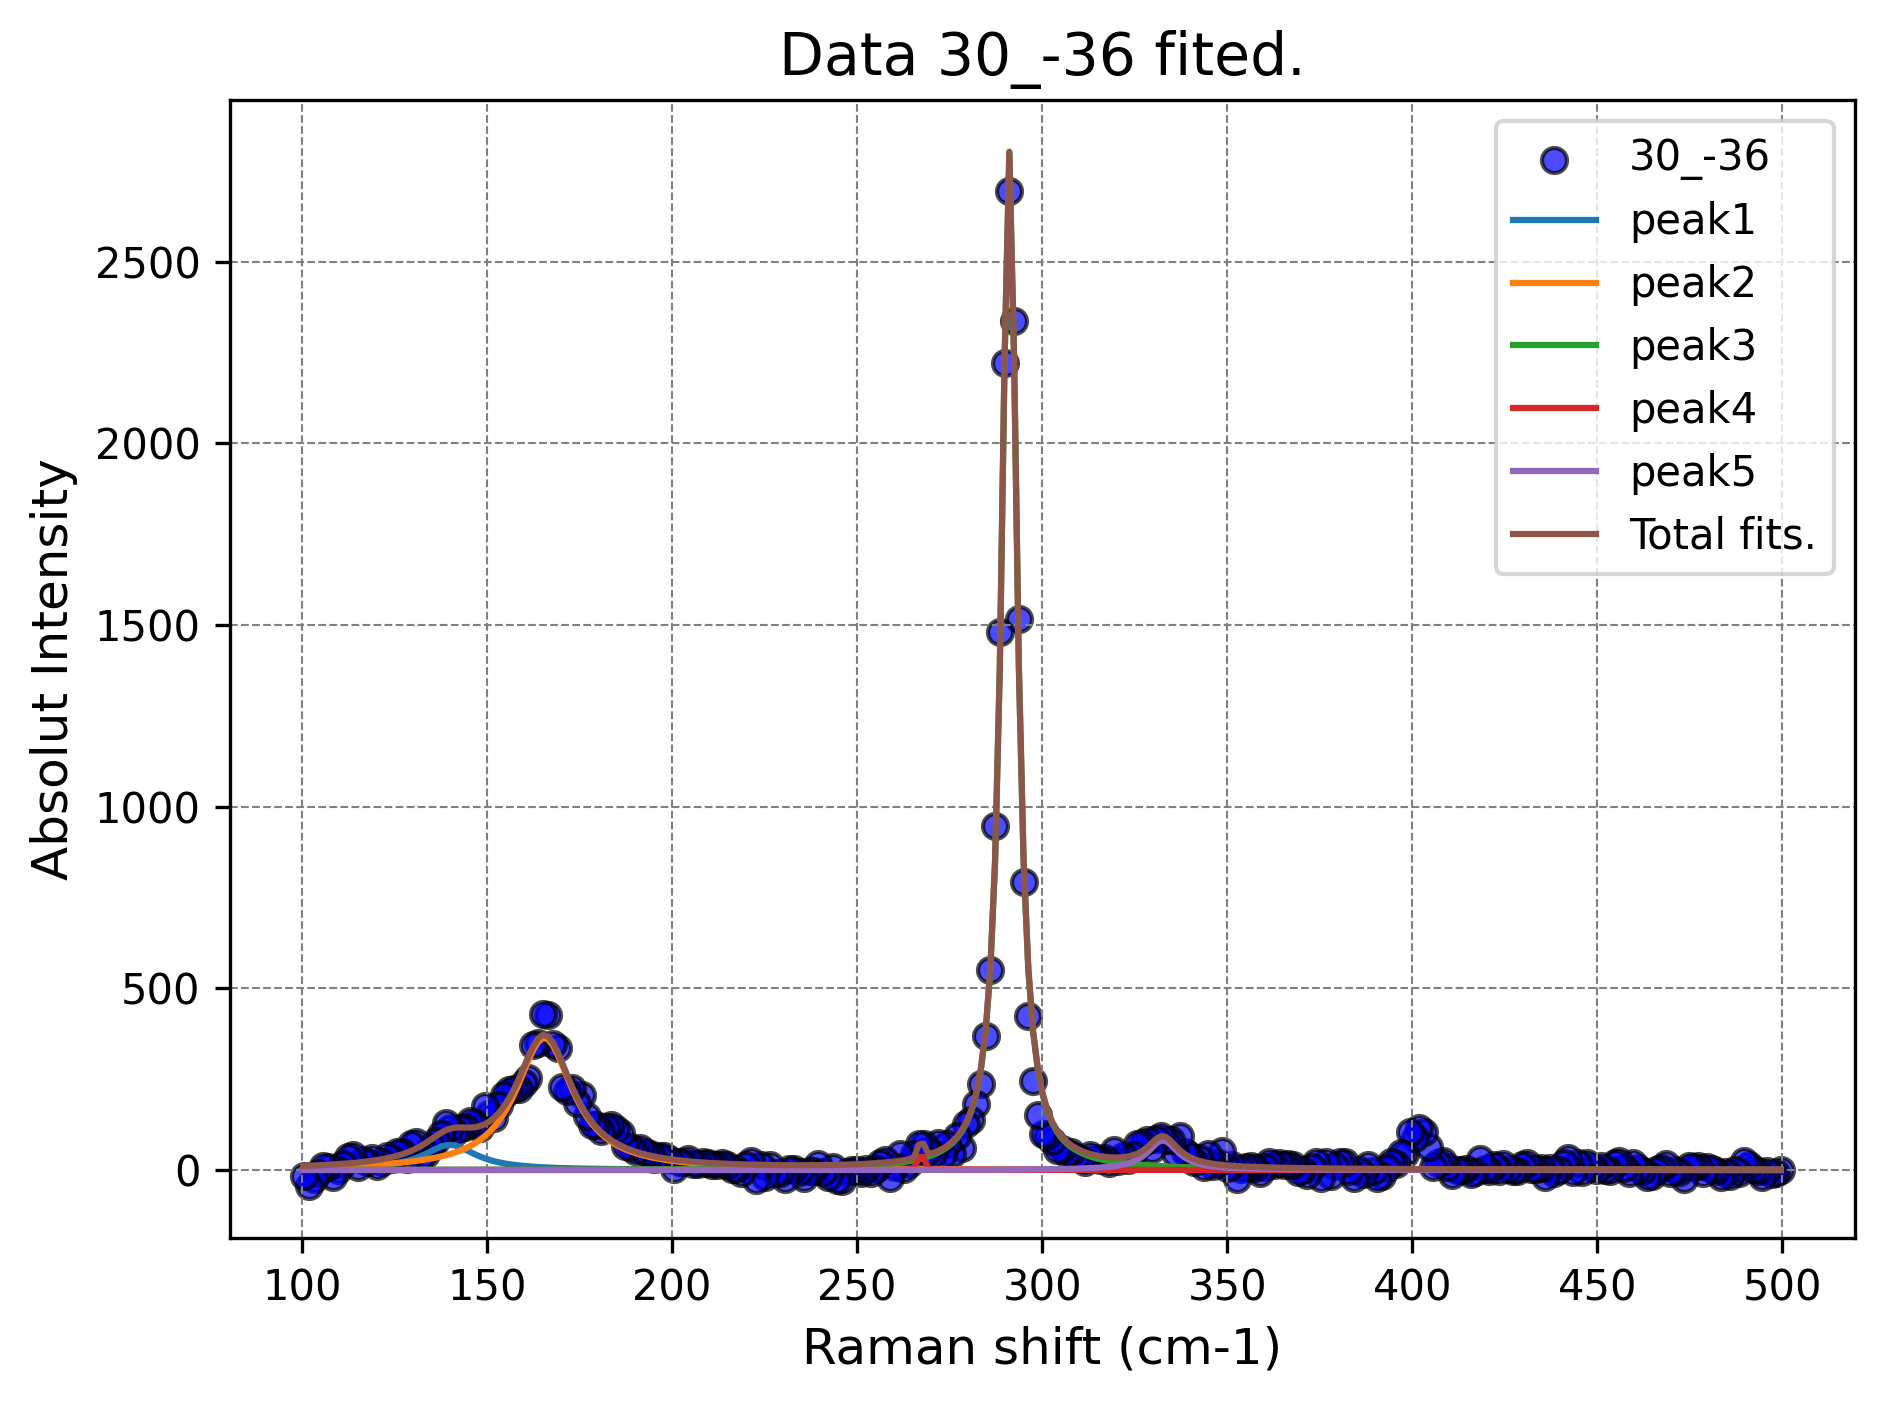 Data 30_-36 fited.
30_-36
peak1
peak2
peak3
peak4
peak5
Total fits.
Absolut Intensity
2500
2000
1500
1000
500
0
100 150 200 250 300 350 400 450 500
Raman shift (cm-1)